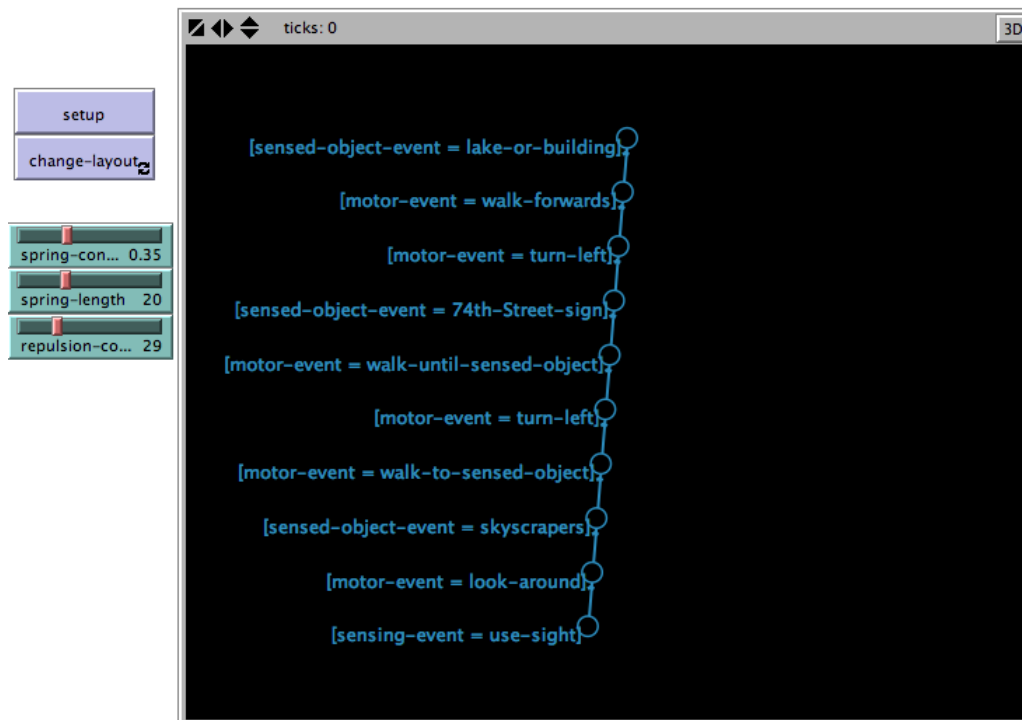 ticks: 0
3D
setup
change-layout
spring-con... 0.35
spring-length 20
repulsion-co... 29
[sensed-object-event = lake-or-building]
[motor-event = walk-forwards]
[motor-event = turn-left]
[sensed-object-event = 74th-Street-sign]
[motor-event = walk-until-sensed-object]
[motor-event = turn-left]
[motor-event = walk-to-sensed-object]
[sensed-object-event = skyscrapers]
[motor-event = look-around]
[sensing-event = use-sight]